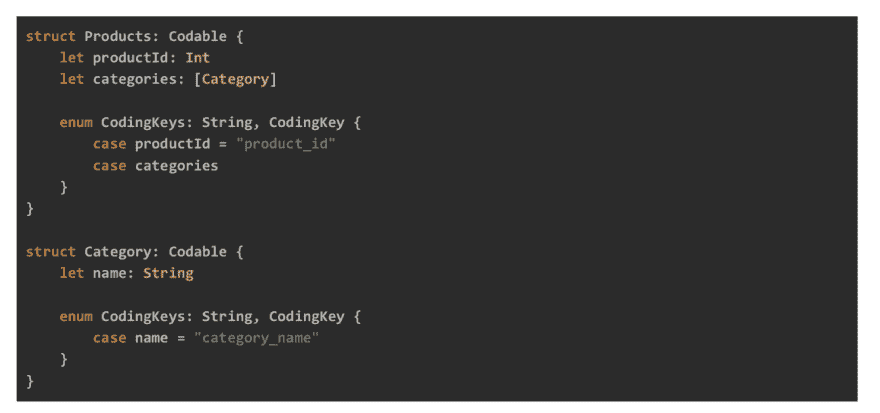 struct Products: Codable {
    let productId: Int
    let categories: [Category]

    enum CodingKeys: String, CodingKey {
        case productId = "product_id"
        case categories
    }
}

struct Category: Codable {
    let name: String

    enum CodingKeys: String, CodingKey {
        case name = "category_name"
    }
}